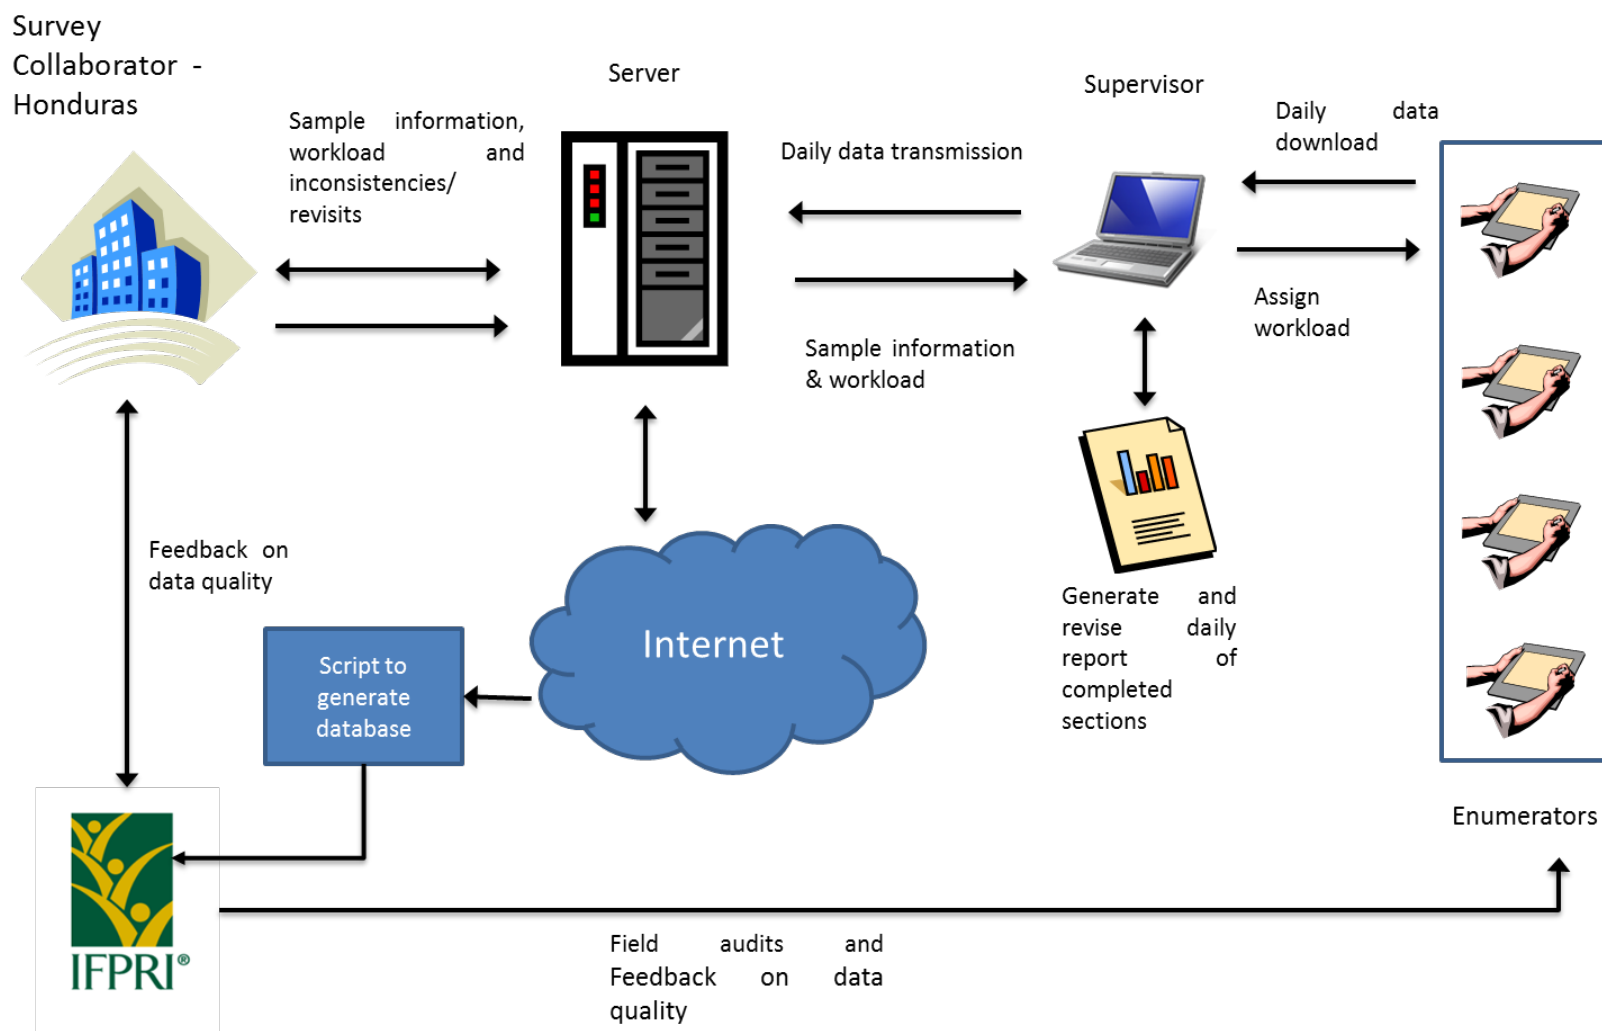 Survey
Collaborator -
Honduras
Server
Supervisor
Sample information,
workload and
inconsistencies/
revisits
Daily data transmission
Daily data
download
Sample information
& workload
Assign
workload
Feedback on
data quality
Script to
generate
database
Internet
Generate and
revise daily
report of
completed
sections
Enumerators
IFPRI®
Field audits and
Feedback on data
quality